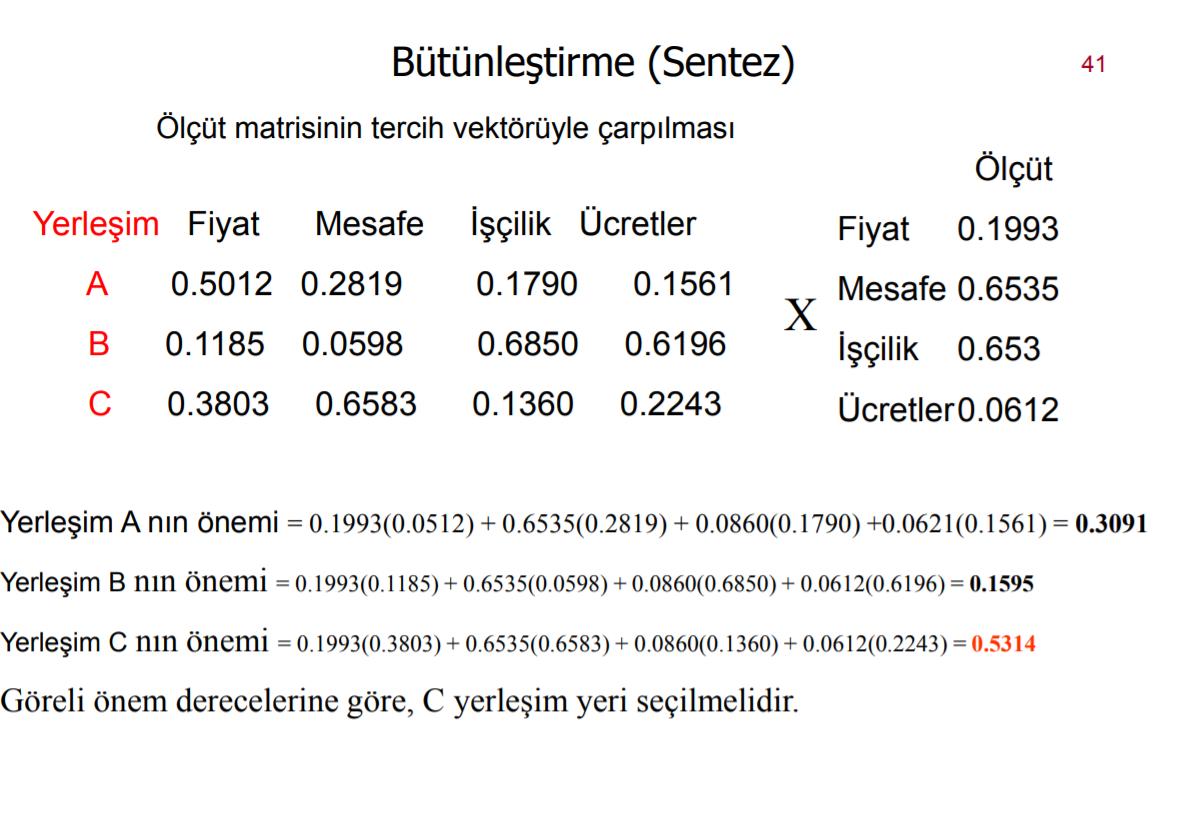 Bütünleştirme (Sentez)
41
Ölçüt matrisinin tercih vektörüyle çarpılması
Yerleşim Fiyat Mesafe İşçilik Ücretler
A 0.5012 0.2819 0.1790 0.1561
B 0.1185 0.0598 0.6850 0.6196
C 0.3803 0.6583 0.1360 0.2243
X
Ölçüt
Fiyat 0.1993
Mesafe 0.6535
İşçilik 0.653
Ücretler 0.0612
Yerleşim A nın önemi = 0.1993(0.0512) + 0.6535(0.2819) + 0.0860(0.1790) +0.0621(0.1561) = 0.3091
Yerleşim B nın önemi = 0.1993(0.1185) + 0.6535(0.0598) + 0.0860(0.6850) + 0.0612(0.6196) = 0.1595
Yerleşim C nın önemi = 0.1993(0.3803) + 0.6535(0.6583) + 0.0860(0.1360) + 0.0612(0.2243) = 0.5314
Göreli önem derecelerine göre, C yerleşim yeri seçilmelidir.